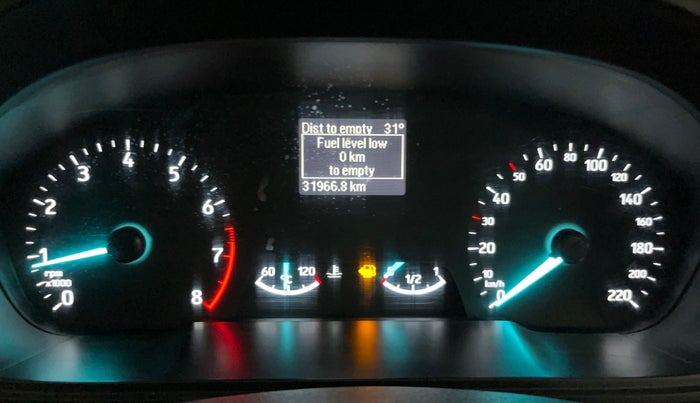 Dist to empty 31°
Fuel level low
0 km
to empty
31966.8 km
0
1
2
3
4
5
6
7
8
rpm
x1000
60 120
°C
0 1/2 1
0
10
20
30
40
50
60
80
100
120
140
160
180
200
220
km/h